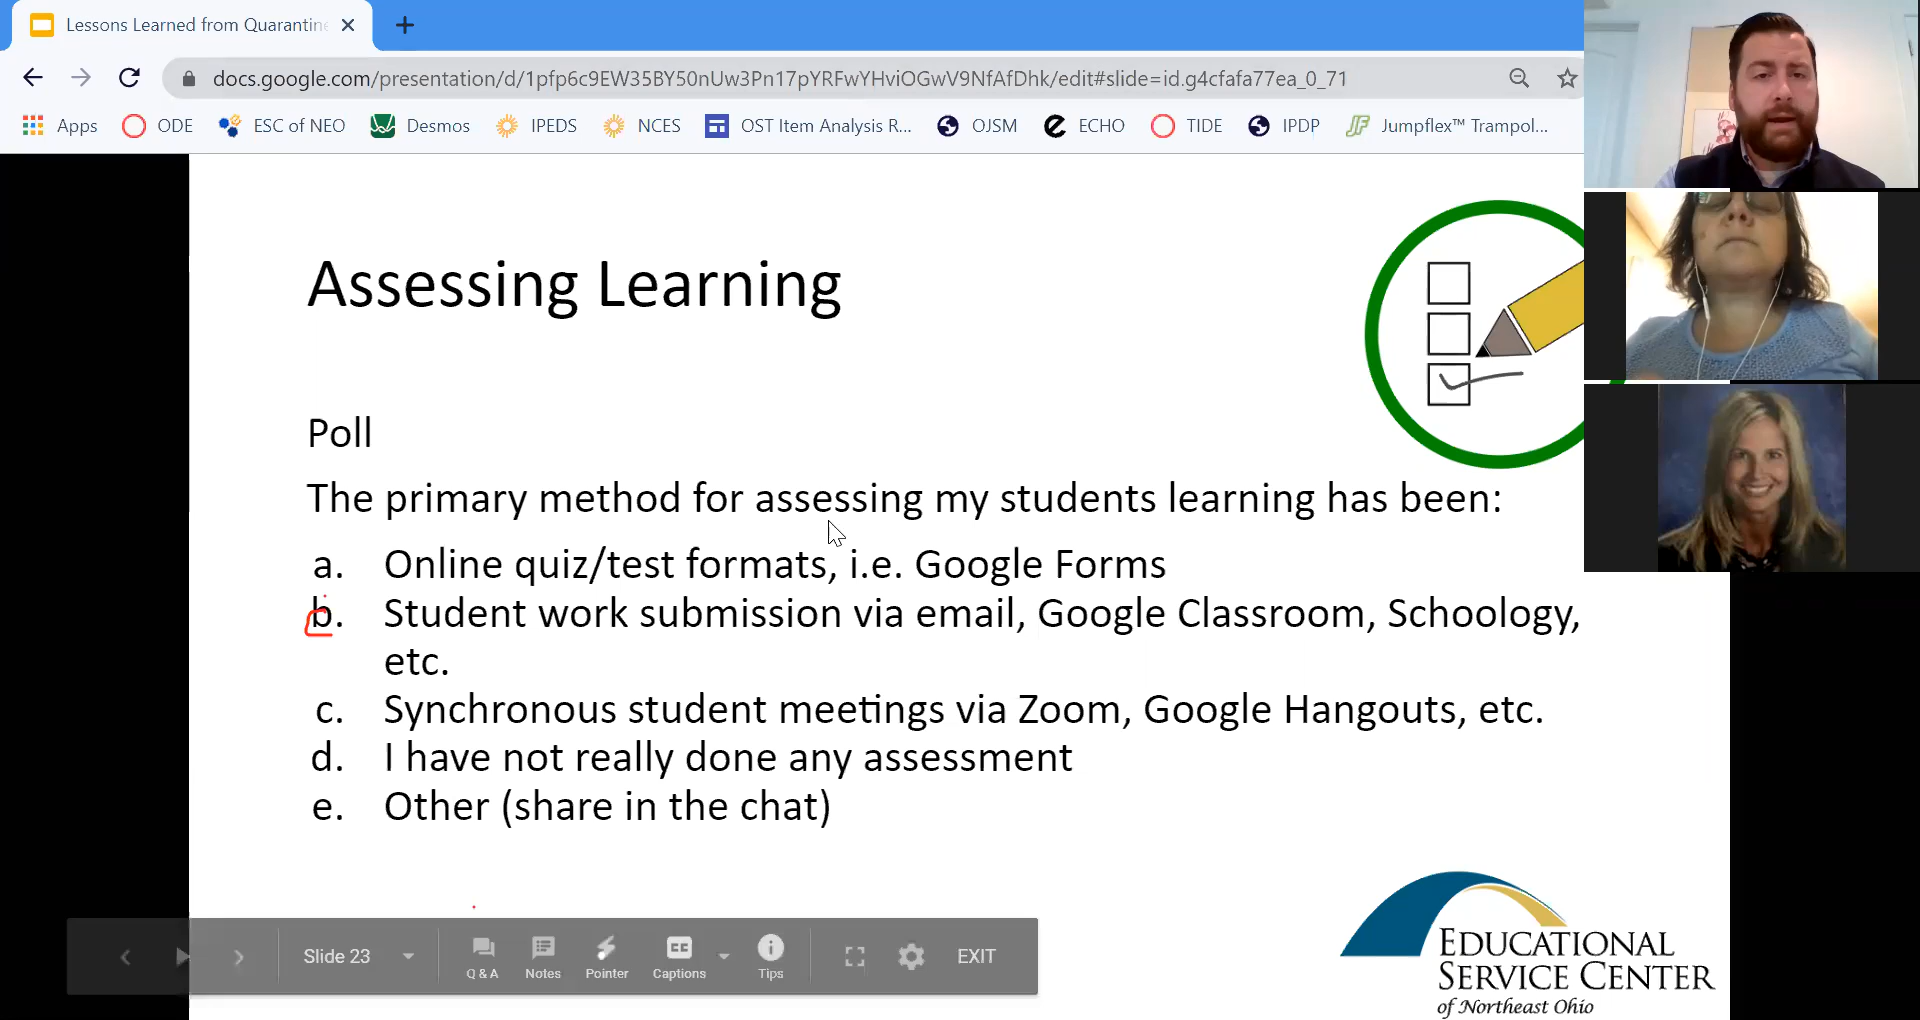 Lessons Learned from Quarantine
docs.google.com/presentation/d/1pfp6c9EW35BY50nUw3Pn17pYRFwYHviOGwV9NfAfDhk/edit#slide=id.g4cfafa77ea_0_71
Apps ODE ESC of NEO Desmos IPEDS NCES OST Item Analysis R... OJSM ECHO TIDE IPDP Jumpflex™ Trampol...
Assessing Learning
Poll
The primary method for assessing my students learning has been:
a. Online quiz/test formats, i.e. Google Forms
b. Student work submission via email, Google Classroom, Schoology,
etc.
c. Synchronous student meetings via Zoom, Google Hangouts, etc.
d. I have not really done any assessment
e. Other (share in the chat)
Slide 23 Q & A Notes Pointer CC Captions Tips EXIT
EDUCATIONAL
SERVICE CENTER
of Northeast Ohio